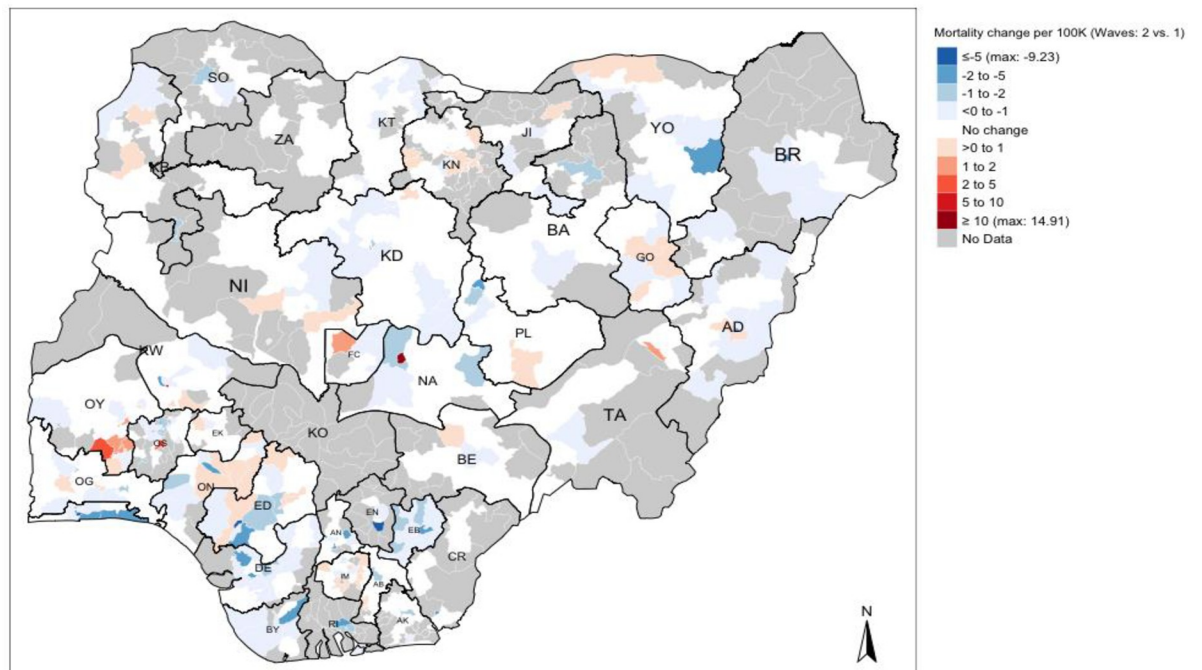 Mortality change per 100K (Waves: 2 vs. 1)
≤-5 (max: -9.23)
-2 to -5
-1 to -2
<0 to -1
No change
>0 to 1
1 to 2
2 to 5
5 to 10
≥ 10 (max: 14.91)
No Data
SO
KT
ZA
JI
YO
BR
KB
KN
BA
KD
GO
NI
PL
AD
KW
FC
NA
OY
TA
KO
EK
OS
BE
OG
ON
ED
EN
AN
EB
CR
DE
IM
AB
BY
RI
AK
N